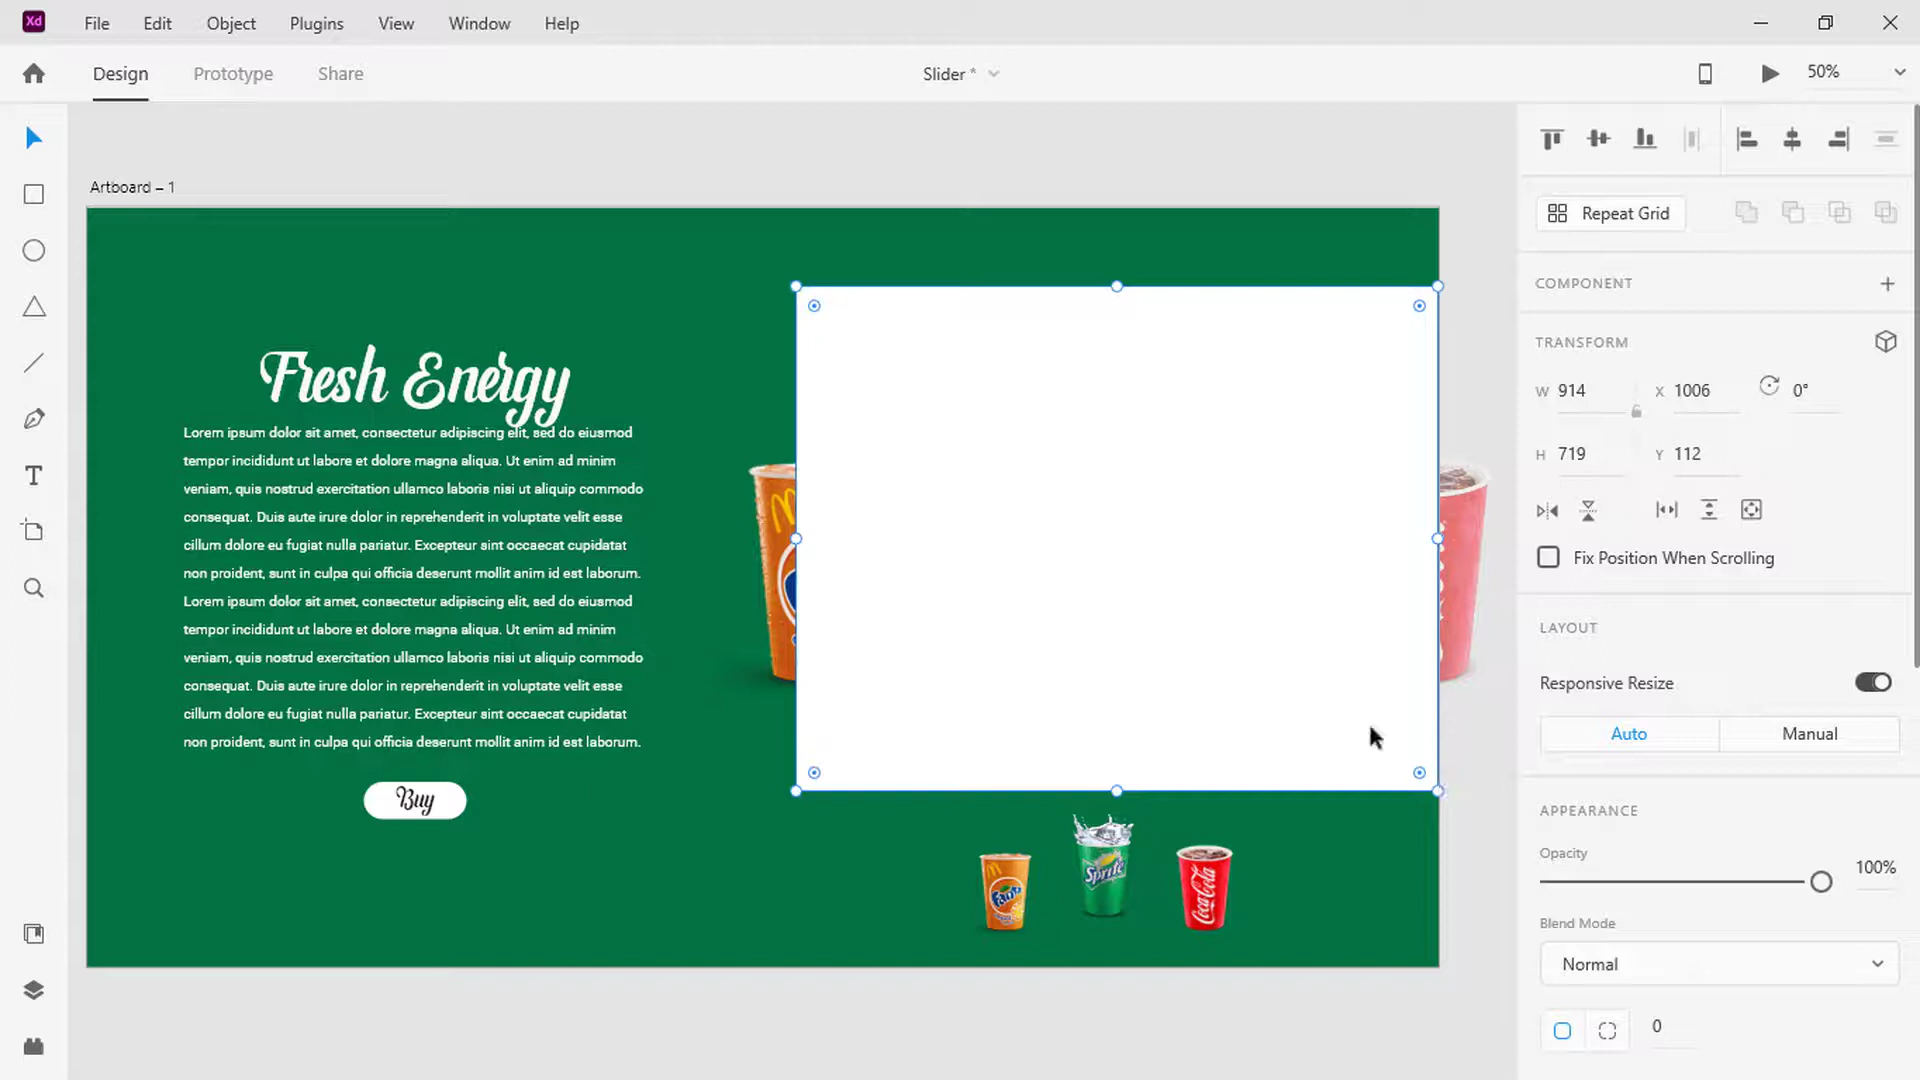 Xd File Edit Object Plugins View Window Help
Design Prototype Share Slider * 50%
Artboard – 1
Repeat Grid
COMPONENT
TRANSFORM
W 914 X 1006 0°
H 719 Y 112
Fix Position When Scrolling
LAYOUT
Responsive Resize
Auto Manual
APPEARANCE
Opacity
100%
Blend Mode
Normal
0
Fresh Energy
Lorem ipsum dolor sit amet, consectetur adipiscing elit, sed do eiusmod
tempor incididunt ut labore et dolore magna aliqua. Ut enim ad minim
veniam, quis nostrud exercitation ullamco laboris nisi ut aliquip commodo
consequat. Duis aute irure dolor in reprehenderit in voluptate velit esse
cillum dolore eu fugiat nulla pariatur. Excepteur sint occaecat cupidatat
non proident, sunt in culpa qui officia deserunt mollit anim id est laborum.
Lorem ipsum dolor sit amet, consectetur adipiscing elit, sed do eiusmod
tempor incididunt ut labore et dolore magna aliqua. Ut enim ad minim
veniam, quis nostrud exercitation ullamco laboris nisi ut aliquip commodo
consequat. Duis aute irure dolor in reprehenderit in voluptate velit esse
cillum dolore eu fugiat nulla pariatur. Excepteur sint occaecat cupidatat
non proident, sunt in culpa qui officia deserunt mollit anim id est laborum.
Buy
Fanta
Sprite
Coca-Cola